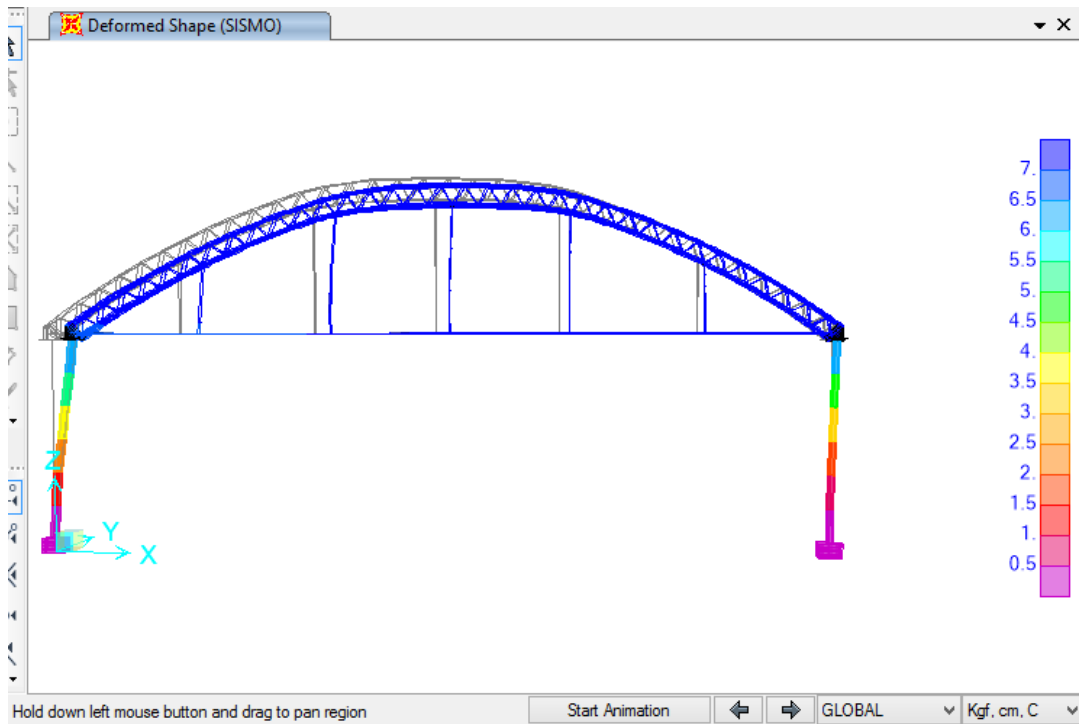 Deformed Shape (SISMO)
7.
6.5
6.
5.5
5.
4.5
4.
3.5
3.
2.5
2.
1.5
1.
0.5
Z
Y
X
Hold down left mouse button and drag to pan region
Start Animation
GLOBAL
Kgf, cm, C